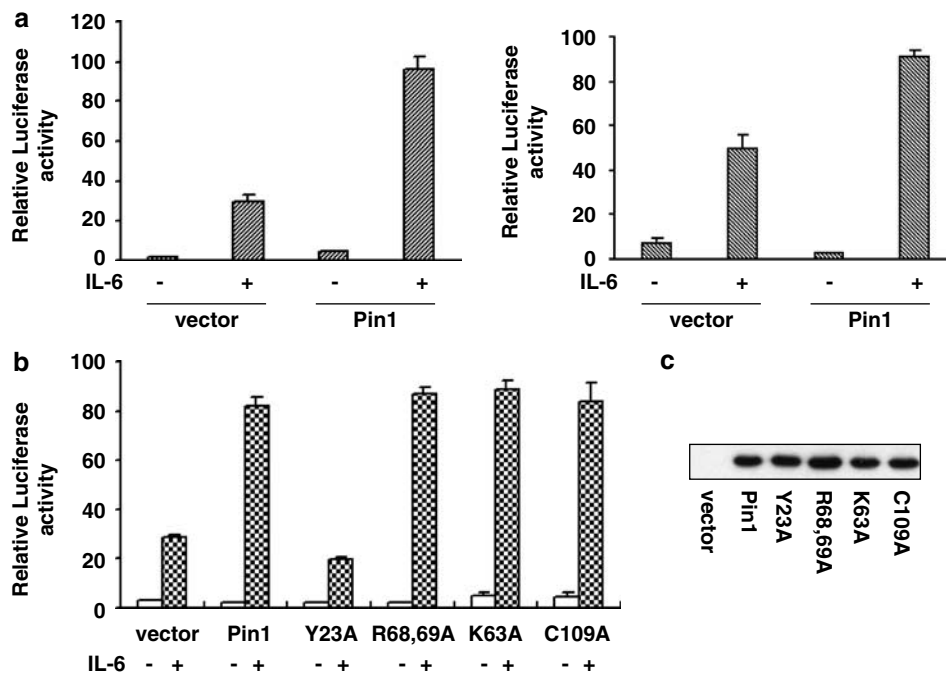 a
Relative Luciferase activity
120
100
80
60
40
20
0
IL-6 - + - +
vector Pin1
Relative Luciferase activity
100
80
60
40
20
0
- + - +
vector Pin1
b
Relative Luciferase activity
100
80
60
40
20
0
vector Pin1 Y23A R68,69A K63A C109A
IL-6 - + - + - + - + - + - +
c
vector
Pin1
Y23A
R68,69A
K63A
C109A